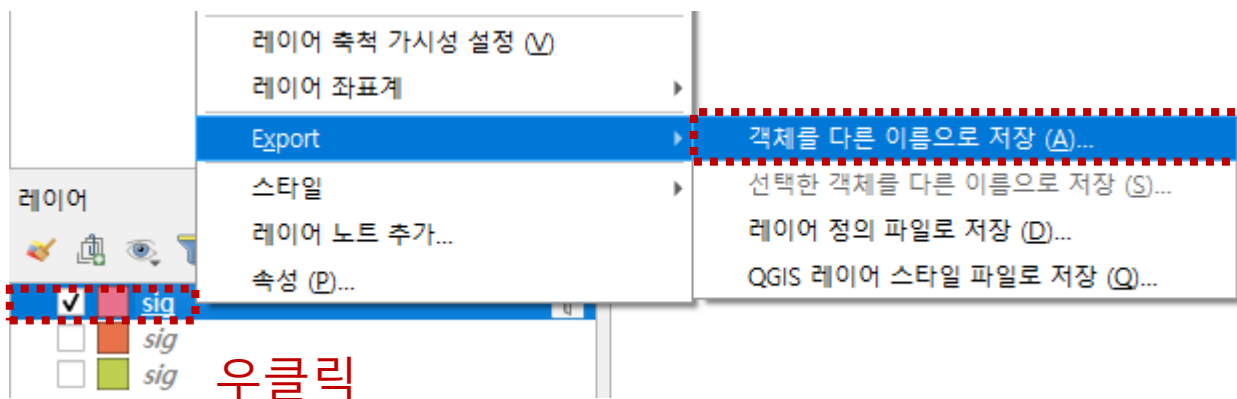 레이어 축척 가시성 설정 (V)
레이어 좌표계
Export
스타일
레이어 노트 추가...
속성 (P)...
객체를 다른 이름으로 저장 (A)...
선택한 객체를 다른 이름으로 저장 (S)...
레이어 정의 파일로 저장 (D)...
QGIS 레이어 스타일 파일로 저장 (Q)...
레이어
sig
sig
sig
우클릭